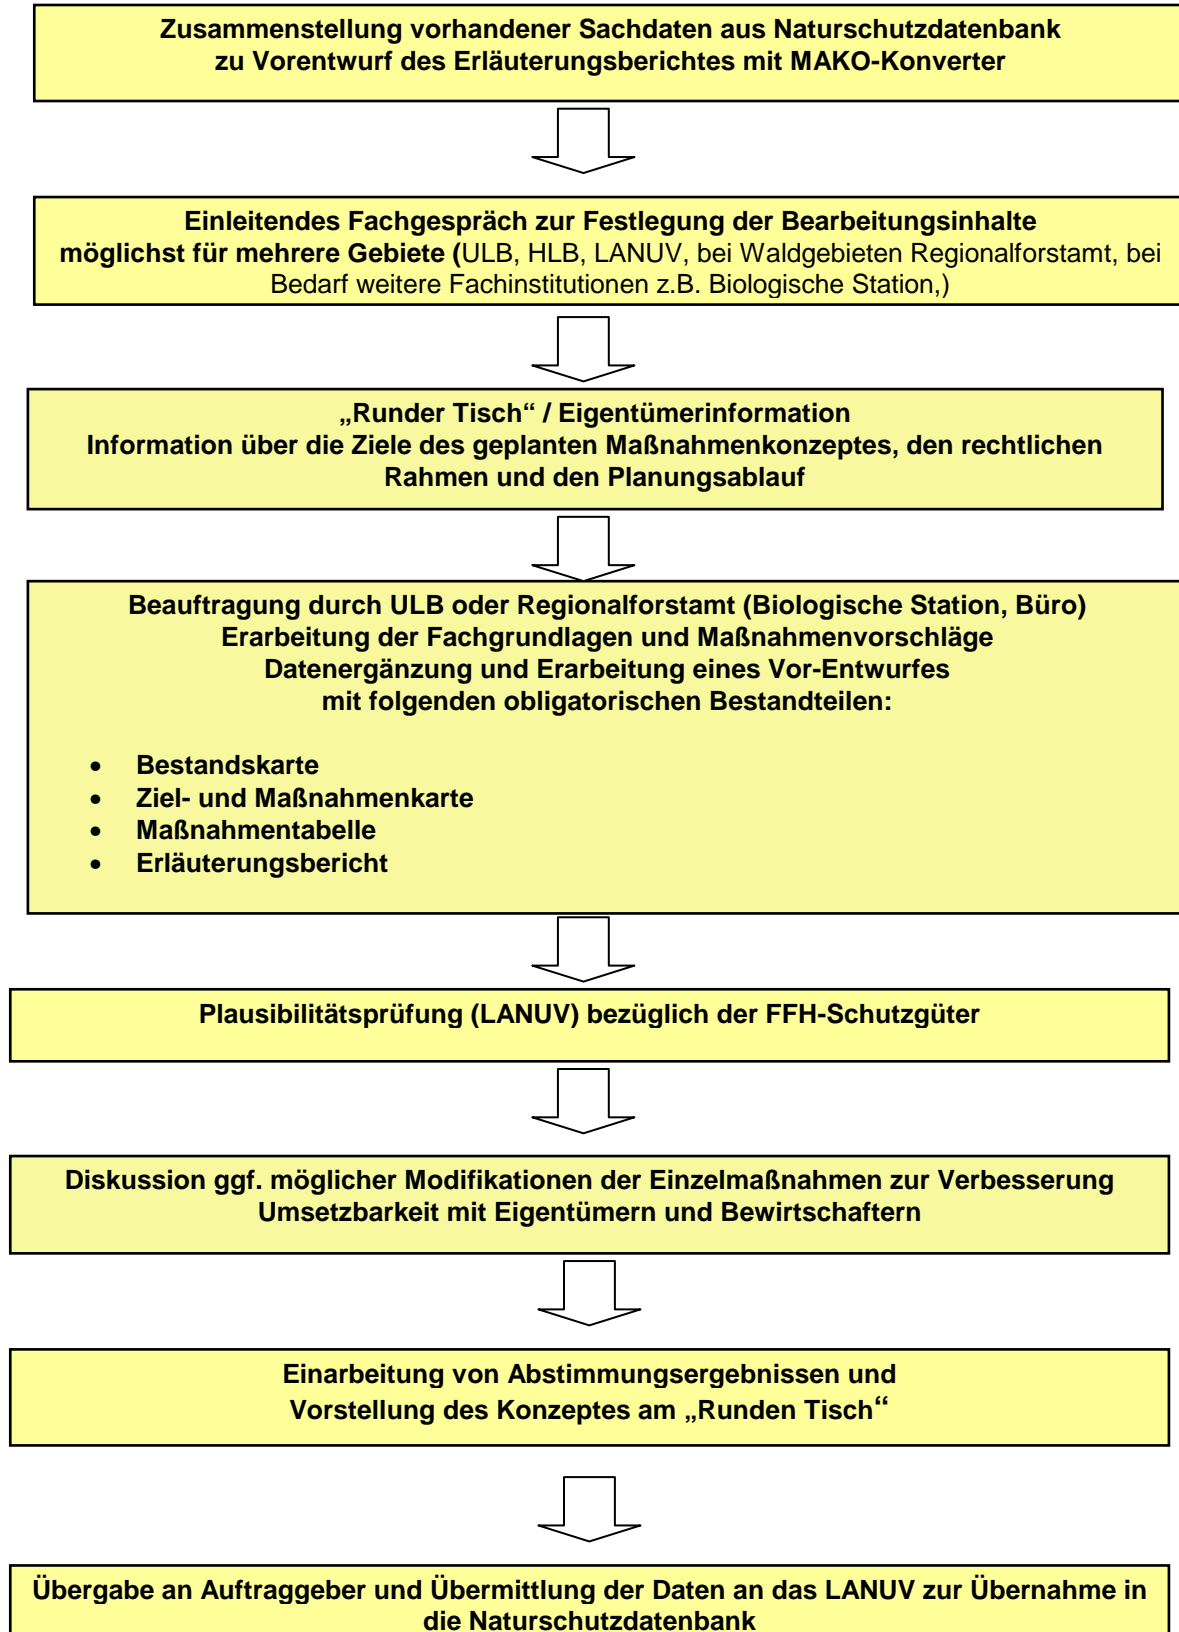 Zusammenstellung vorhandener Sachdaten aus Naturschutzdatenbank
zu Vorentwurf des Erläuterungsberichtes mit MAKO-Konverter
Einleitendes Fachgespräch zur Festlegung der Bearbeitungsinhalte
möglichst für mehrere Gebiete (ULB, HLB, LANUV, bei Waldgebieten Regionalforstamt, bei
Bedarf weitere Fachinstitutionen z.B. Biologische Station,)
„Runder Tisch“ / Eigentümerinformation
Information über die Ziele des geplanten Maßnahmenkonzeptes, den rechtlichen
Rahmen und den Planungsablauf
Beauftragung durch ULB oder Regionalforstamt (Biologische Station, Büro)
Erarbeitung der Fachgrundlagen und Maßnahmenvorschläge
Datenergänzung und Erarbeitung eines Vor-Entwurfes
mit folgenden obligatorischen Bestandteilen:
• Bestandskarte
• Ziel- und Maßnahmenkarte
• Maßnahmentabelle
• Erläuterungsbericht
Plausibilitätsprüfung (LANUV) bezüglich der FFH-Schutzgüter
Diskussion ggf. möglicher Modifikationen der Einzelmaßnahmen zur Verbesserung
Umsetzbarkeit mit Eigentümern und Bewirtschaftern
Einarbeitung von Abstimmungsergebnissen und
Vorstellung des Konzeptes am „Runden Tisch“
Übergabe an Auftraggeber und Übermittlung der Daten an das LANUV zur Übernahme in
die Naturschutzdatenbank